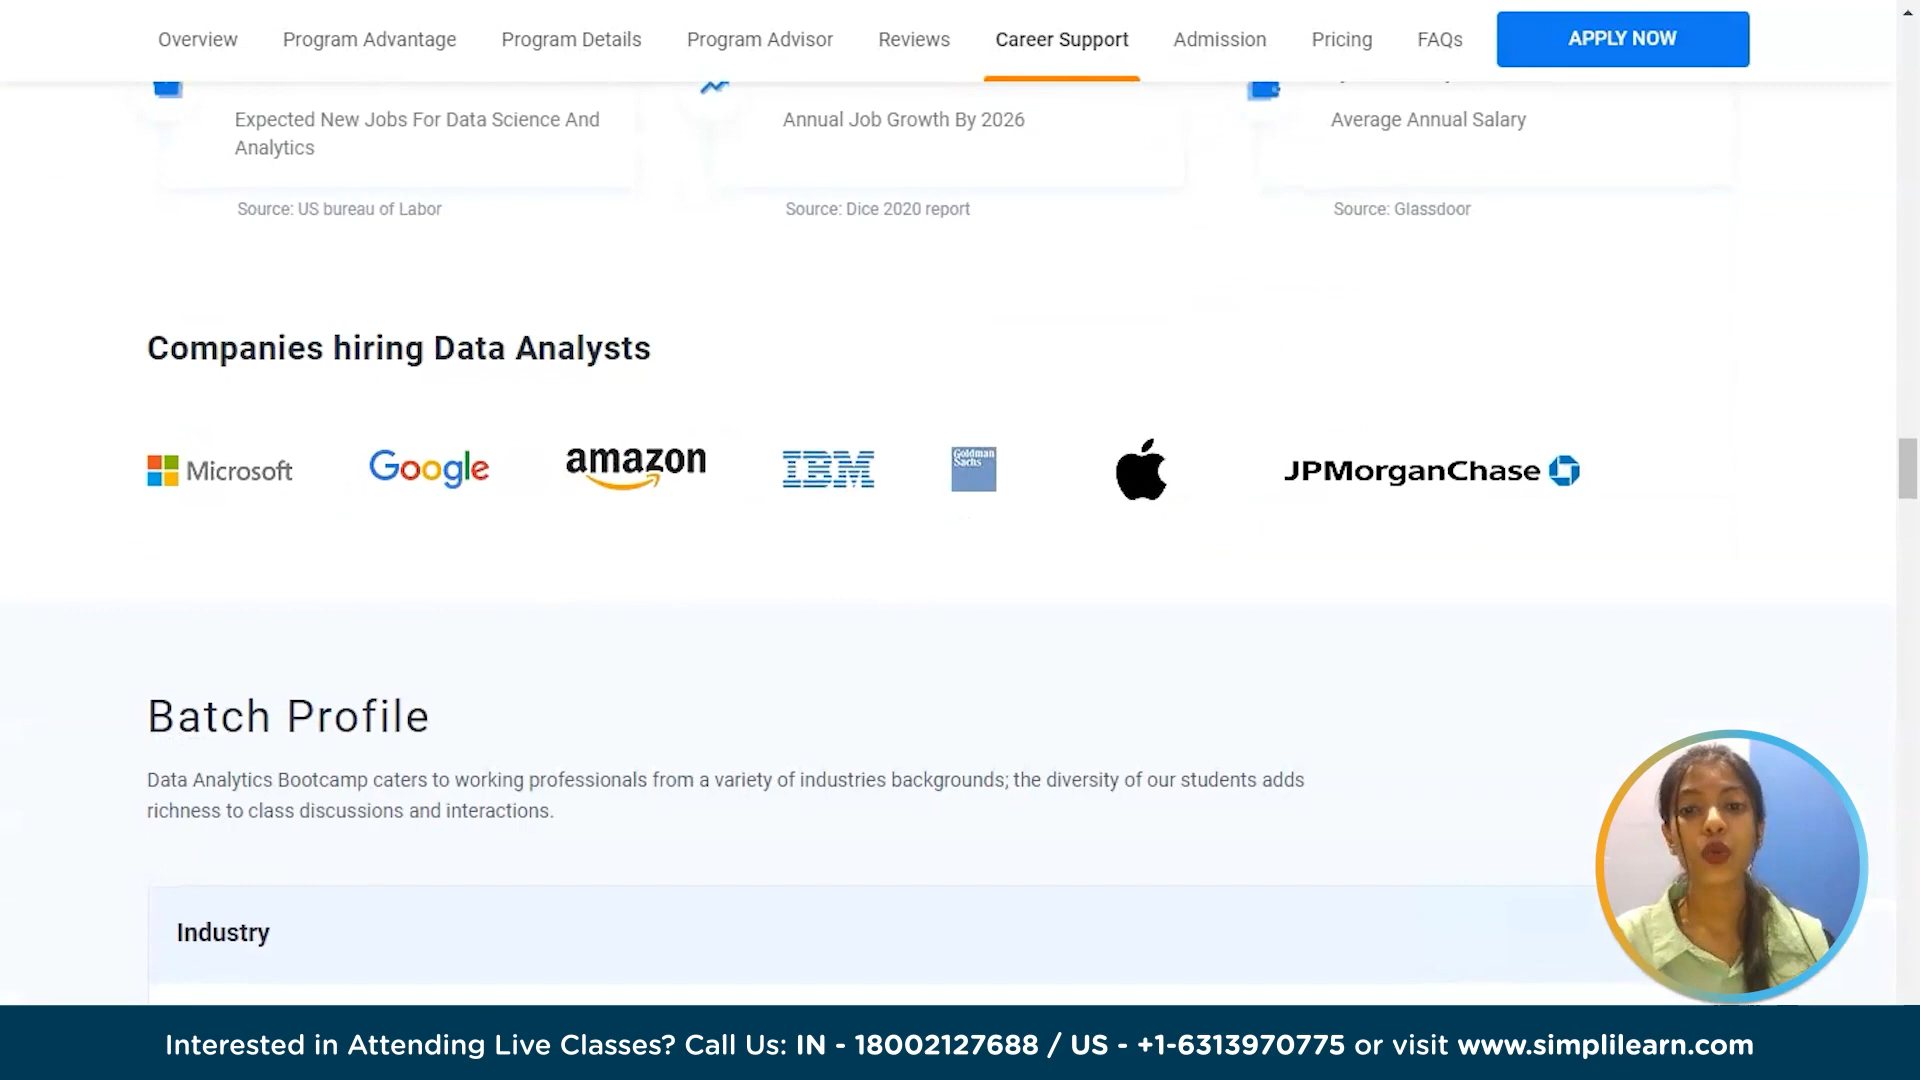 Overview Program Advantage Program Details Program Advisor Reviews Career Support Admission Pricing FAQs APPLY NOW
Expected New Jobs For Data Science And
Analytics
Annual Job Growth By 2026
Average Annual Salary
Source: US bureau of Labor
Source: Dice 2020 report
Source: Glassdoor
Companies hiring Data Analysts
Microsoft Google amazon IBM Goldman
Sachs
JPMorganChase
Batch Profile
Data Analytics Bootcamp caters to working professionals from a variety of industries backgrounds; the diversity of our students adds
richness to class discussions and interactions.
Industry
Interested in Attending Live Classes? Call Us: IN - 18002127688 / US - +1-6313970775 or visit www.simplilearn.com